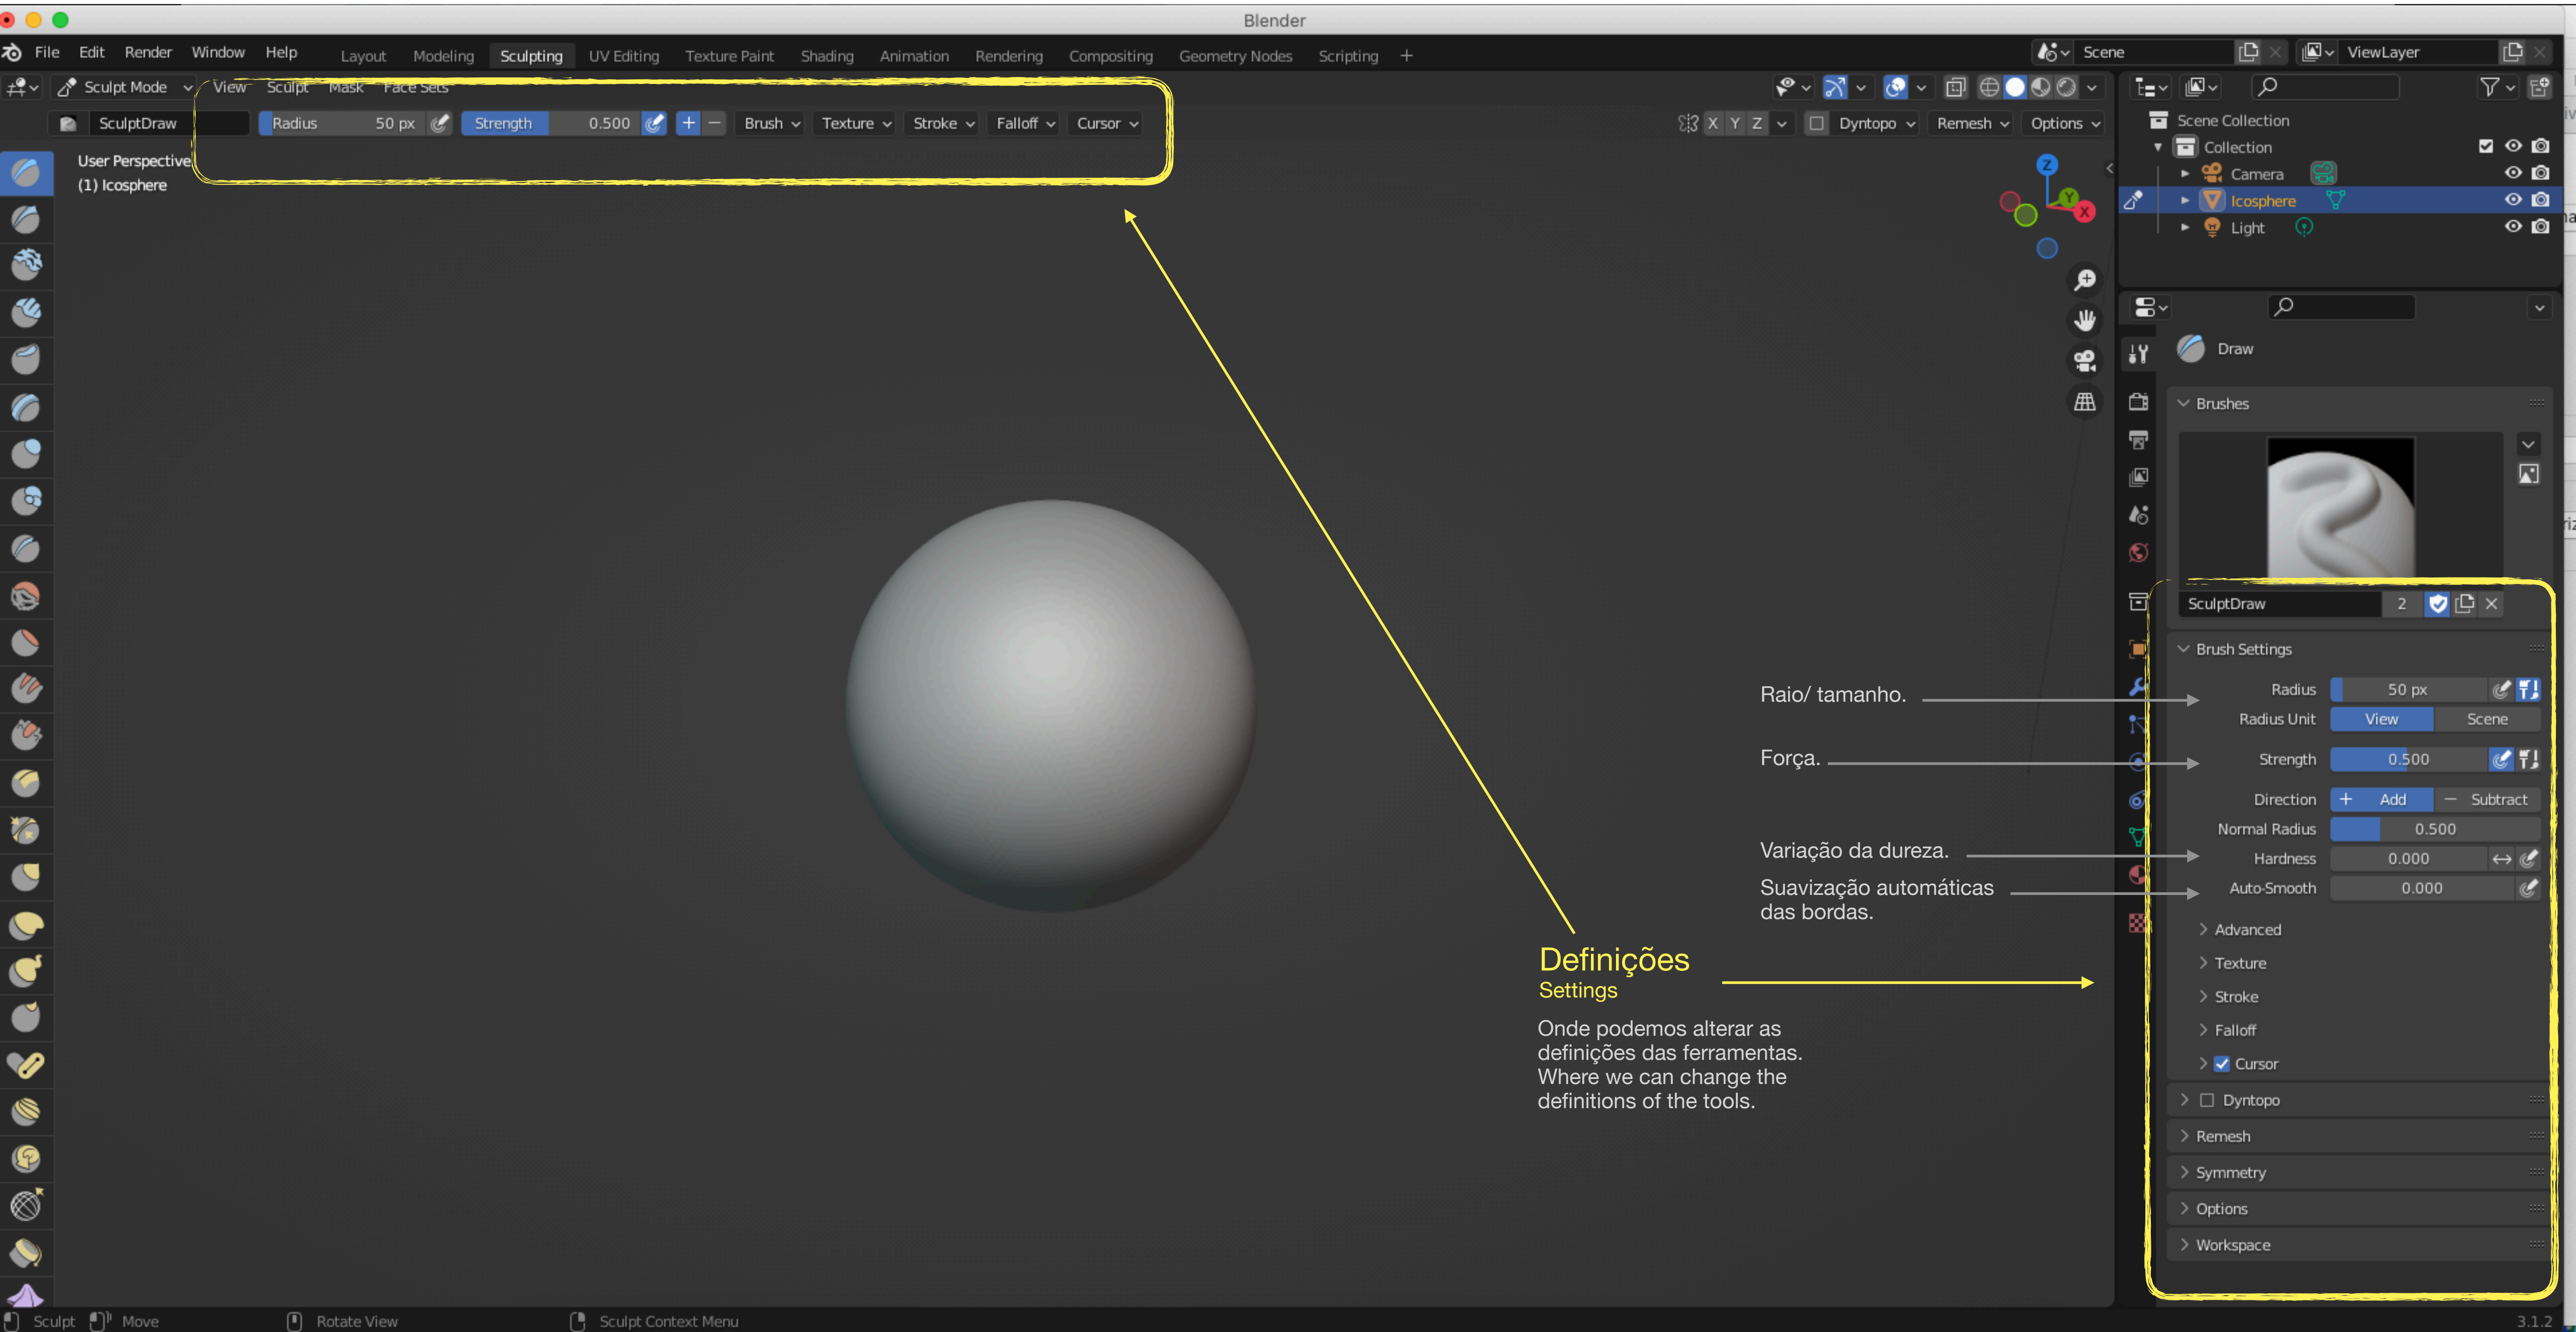 Blender
File Edit Render Window Help Layout Modeling Sculpting UV Editing Texture Paint Shading Animation Rendering Compositing Geometry Nodes Scripting + Scene ViewLayer
Sculpt Mode View Sculpt Mask Face Sets
SculptDraw Radius 50 px Strength 0.500 + − Brush Texture Stroke Falloff Cursor X Y Z Dyntopo Remesh Options
User Perspective
(1) Icosphere
Z
Y
X
Scene Collection
Collection
Camera
Icosphere
Light
Draw
Brushes
SculptDraw 2
Brush Settings
Radius 50 px
Radius Unit View Scene
Strength 0.500
Direction + Add − Subtract
Normal Radius 0.500
Hardness 0.000
Auto-Smooth 0.000
Advanced
Texture
Stroke
Falloff
Cursor
Dyntopo
Remesh
Symmetry
Options
Workspace
Raio/ tamanho.
Força.
Variação da dureza.
Suavização automáticas
das bordas.
Definições
Settings
Onde podemos alterar as
definições das ferramentas.
Where we can change the
definitions of the tools.
Sculpt Move Rotate View Sculpt Context Menu 3.1.2